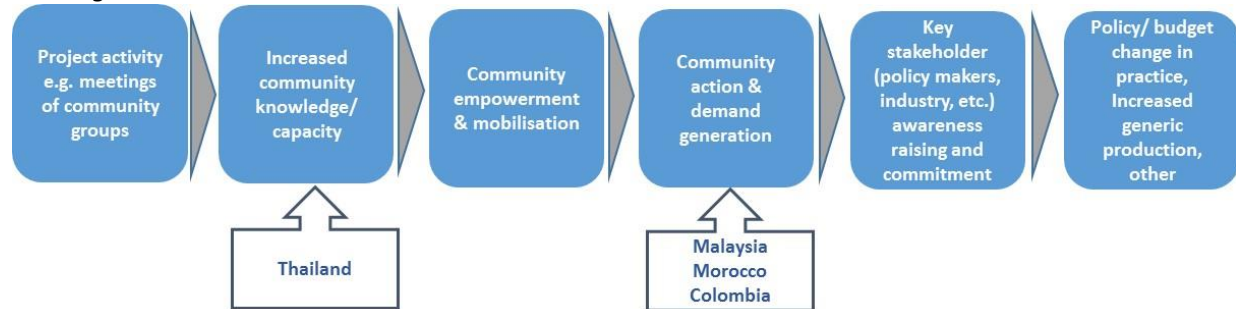 Project activity
e.g. meetings
of community
groups
Increased
community
knowledge/
capacity
Community
empowerment
& mobilisation
Community
action &
demand
generation
Key
stakeholder
(policy makers,
industry, etc.)
awareness
raising and
commitment
Policy/ budget
change in
practice,
Increased
generic
production,
other
Thailand
Malaysia
Morocco
Colombia